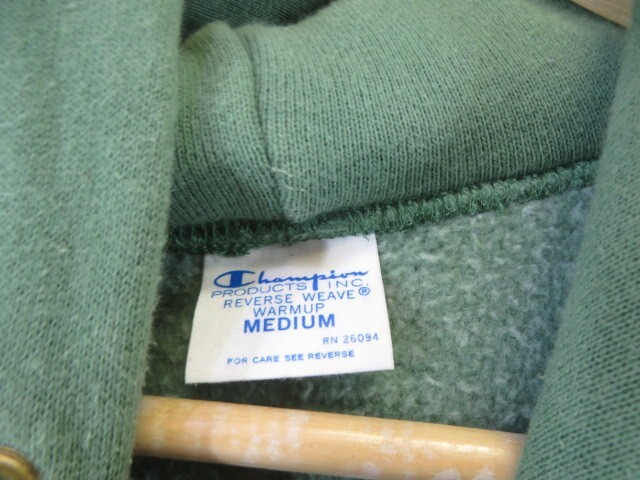 Champion
PRODUCTS INC.
REVERSE WEAVE®
WARMUP
MEDIUM
RN 26094
FOR CARE SEE REVERSE